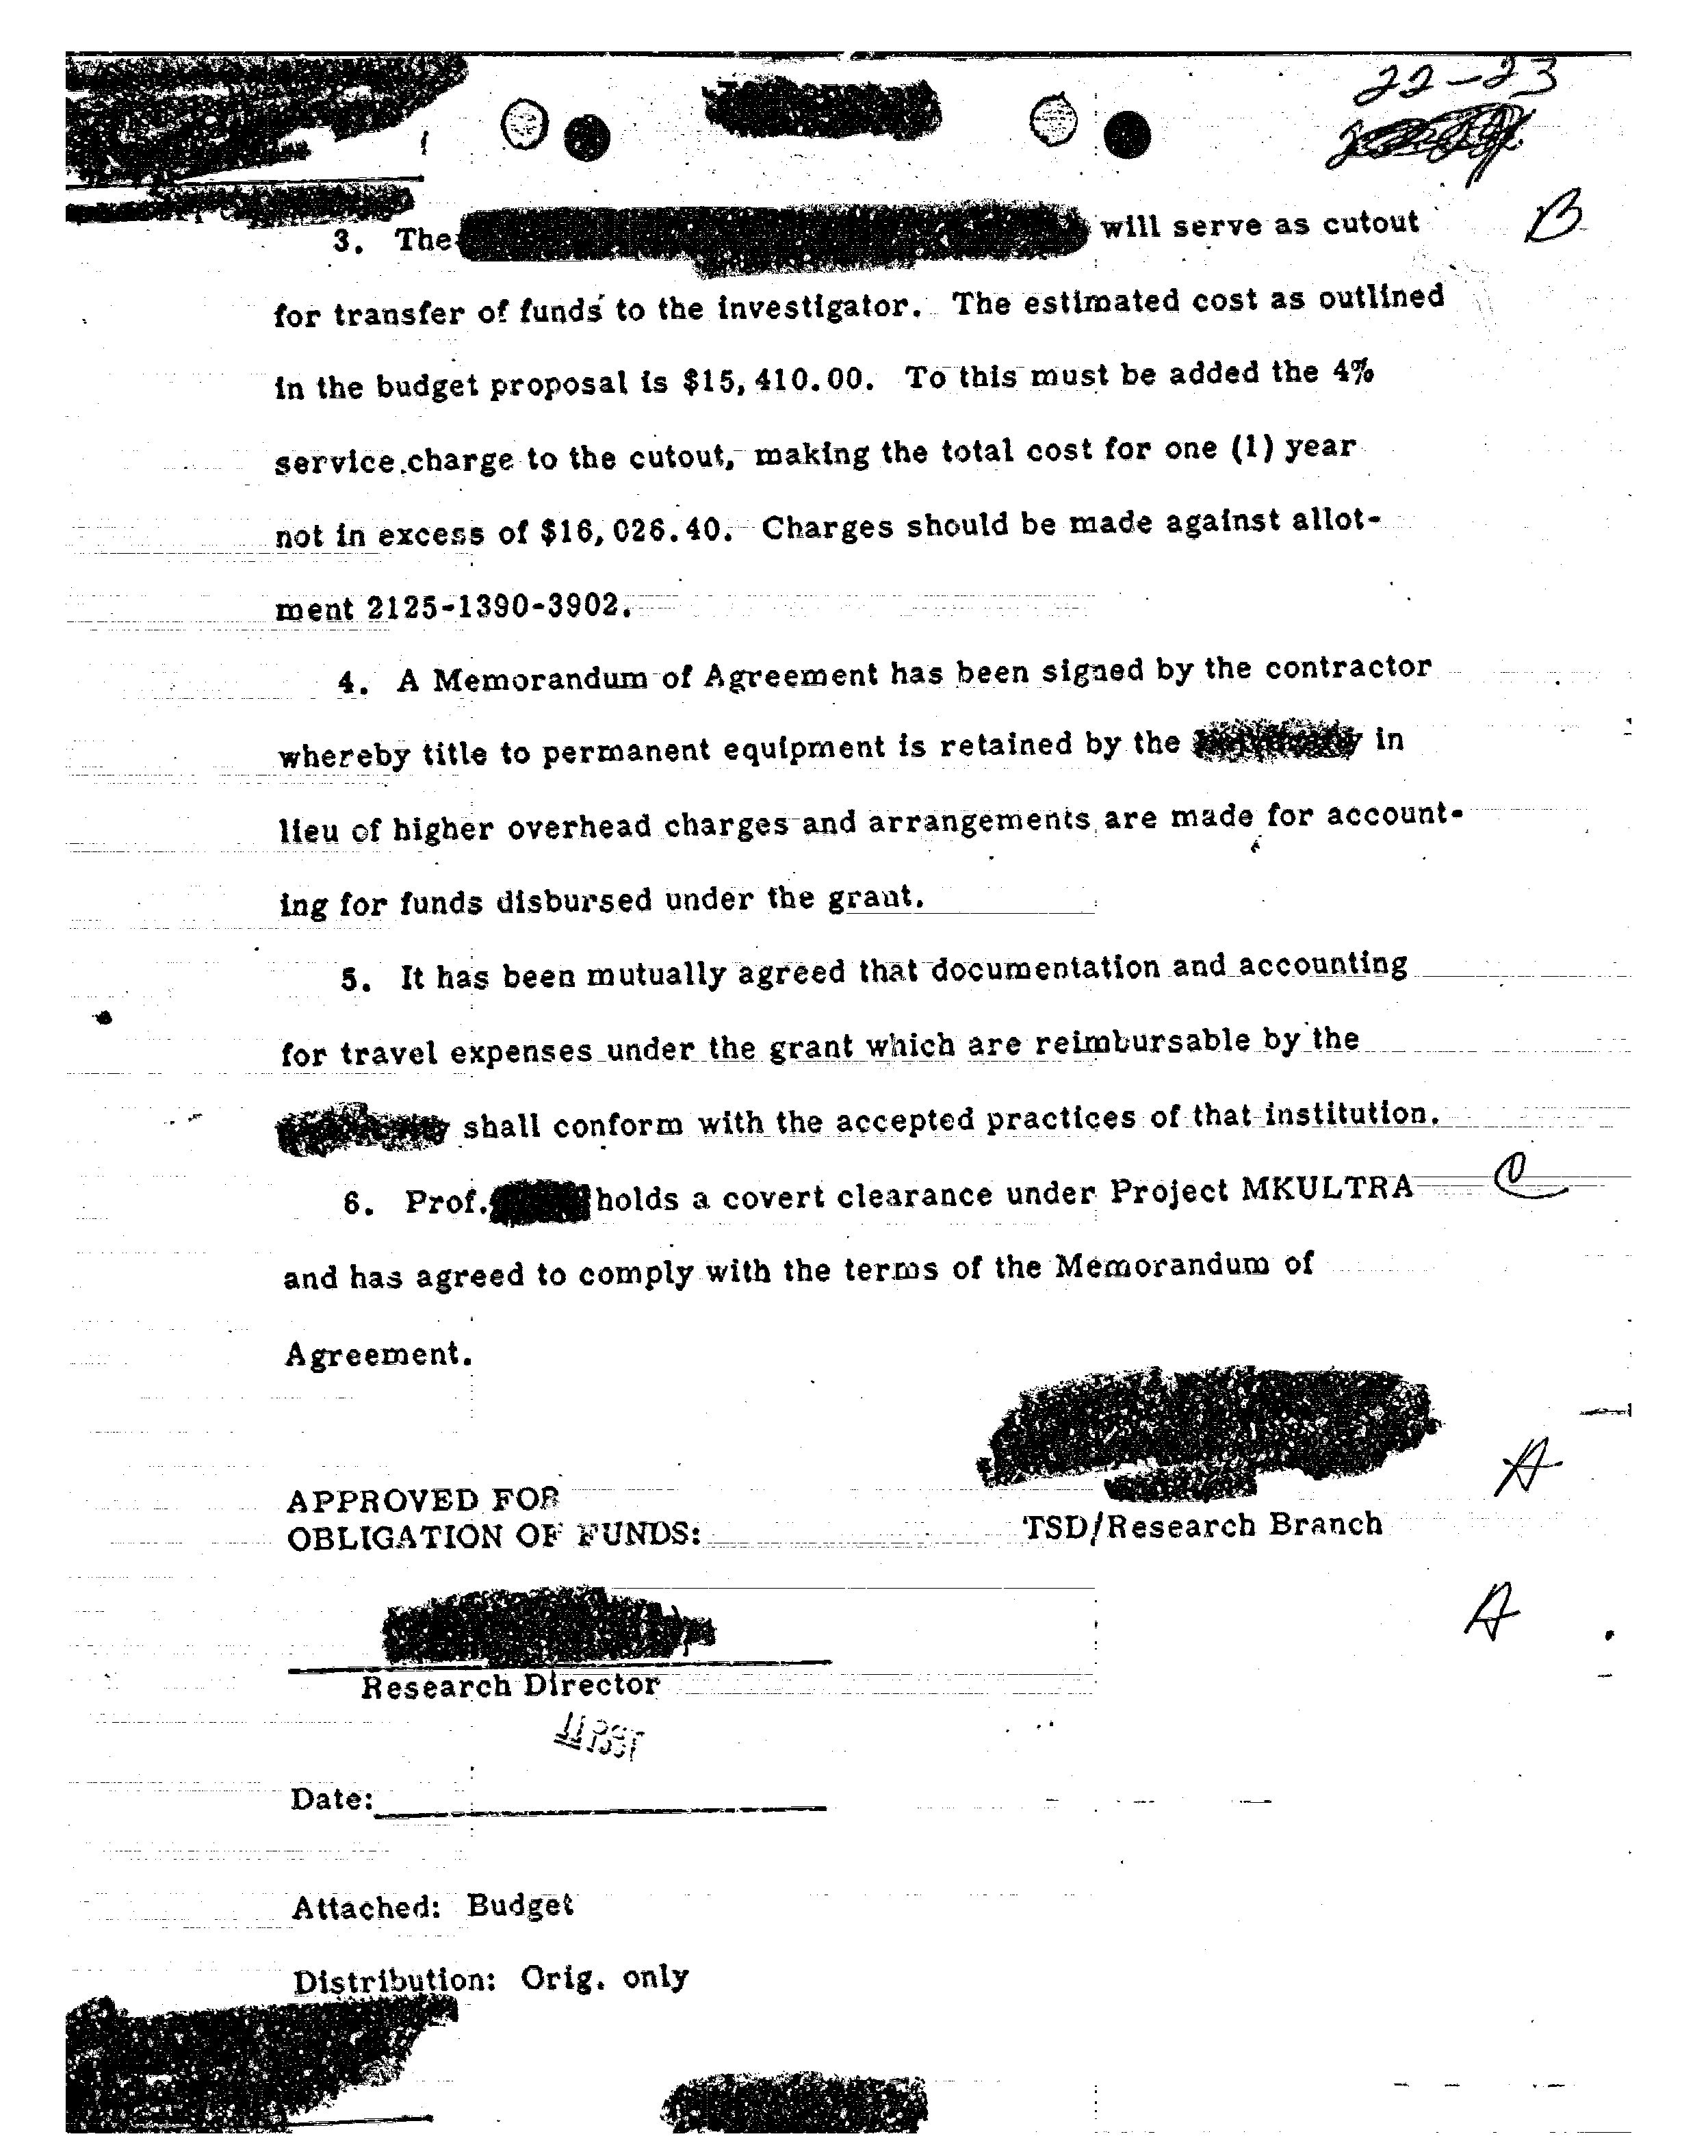 22-23
B
3. The will serve as cutout
for transfer of funds to the investigator. The estimated cost as outlined
in the budget proposal is $15,410.00. To this must be added the 4%
service charge to the cutout, making the total cost for one (1) year
not in excess of $16,026.40. Charges should be made against allot-
ment 2125-1390-3902.
4. A Memorandum of Agreement has been signed by the contractor
whereby title to permanent equipment is retained by the in
lieu of higher overhead charges and arrangements are made for account-
ing for funds disbursed under the grant.
5. It has been mutually agreed that documentation and accounting
for travel expenses under the grant which are reimbursable by the
shall conform with the accepted practices of that institution.
6. Prof. holds a covert clearance under Project MKULTRA
C
and has agreed to comply with the terms of the Memorandum of
Agreement.
A
APPROVED FOR
OBLIGATION OF FUNDS:
TSD/Research Branch
A
Research Director
Date:
Attached: Budget
Distribution: Orig. only